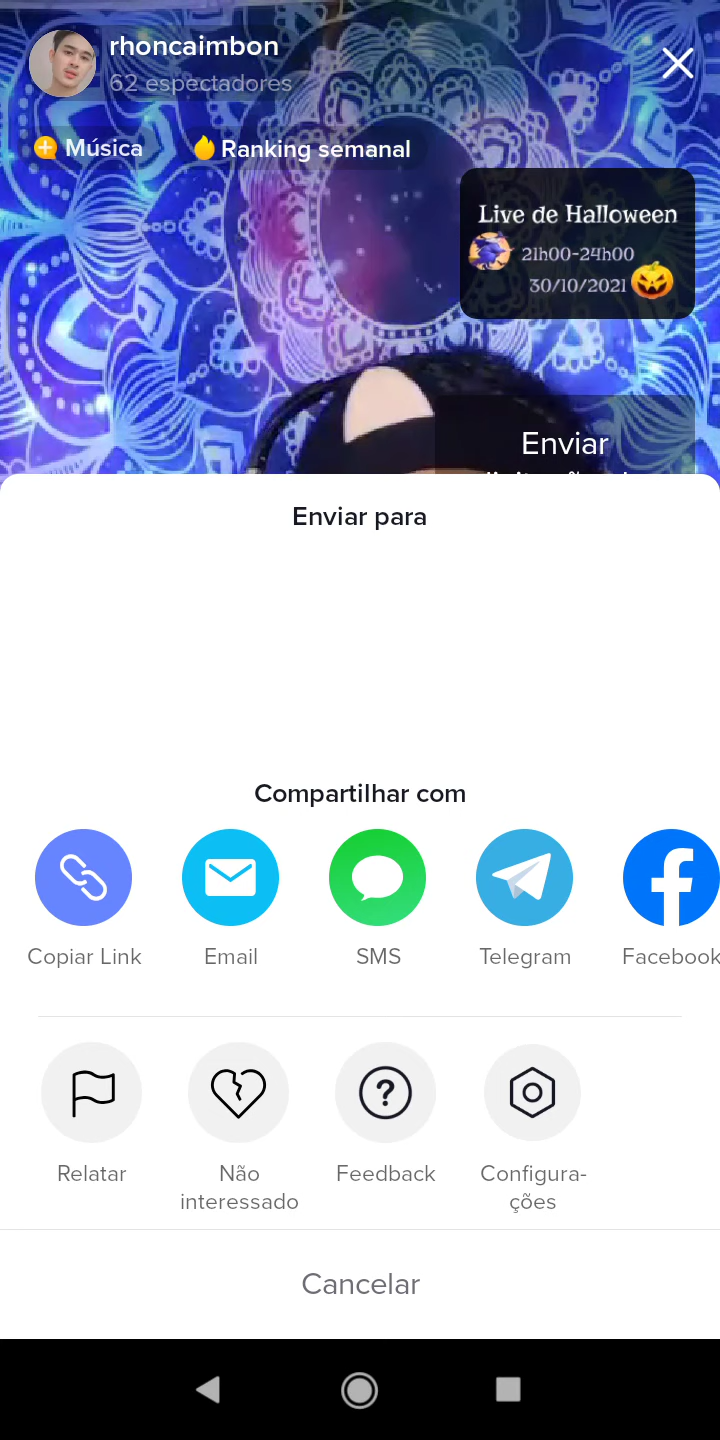 rhoncaimbon
62 espectadores
Música
Ranking semanal
Live de Halloween
21h00-24h00
30/10/2021
Enviar
Enviar para
Compartilhar com
Copiar Link
Email
SMS
Telegram
Facebook
Relatar
Não
interessado
Feedback
Configura-
ções
Cancelar